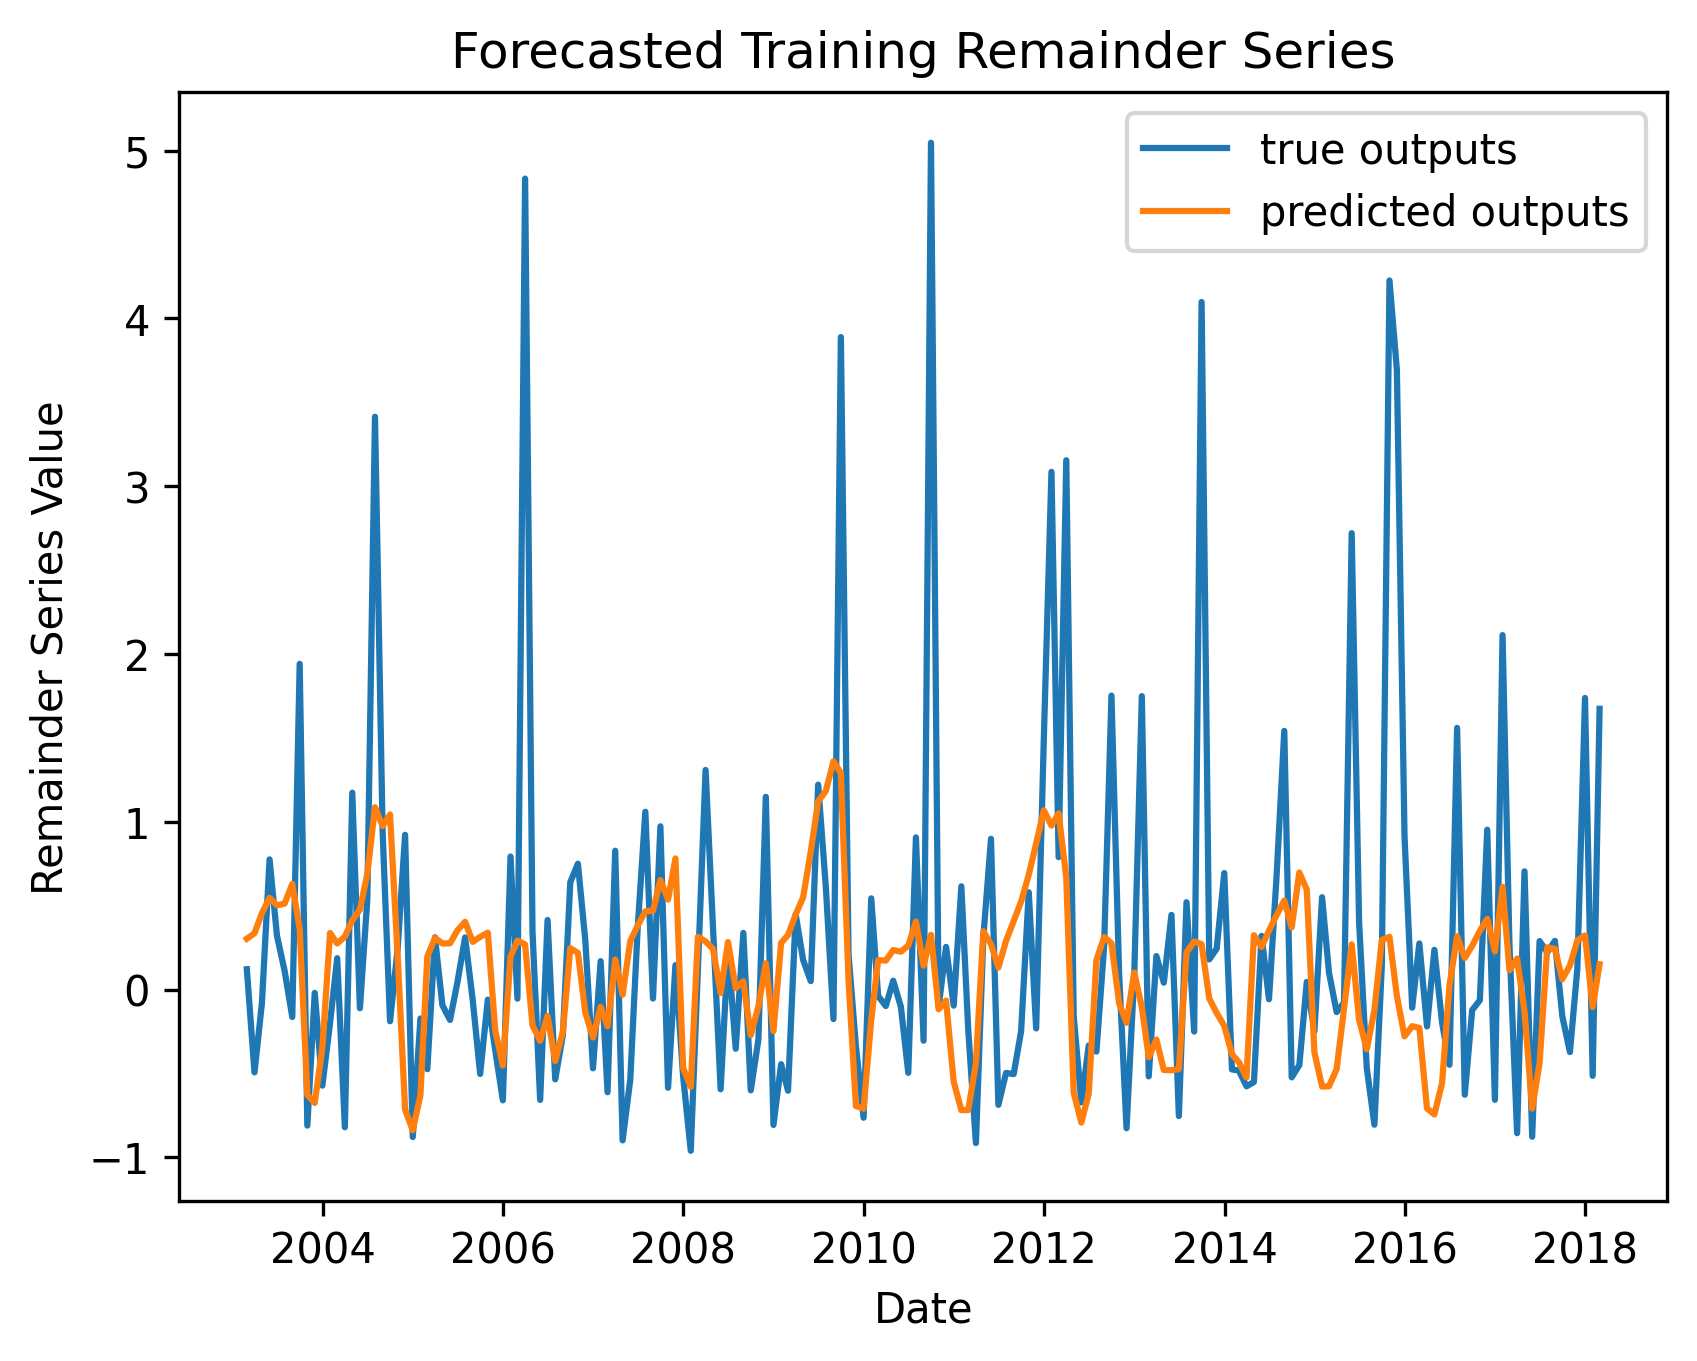 Forecasted Training Remainder Series
true outputs
predicted outputs
5
4
3
2
1
0
−1
Remainder Series Value
2004 2006 2008 2010 2012 2014 2016 2018
Date